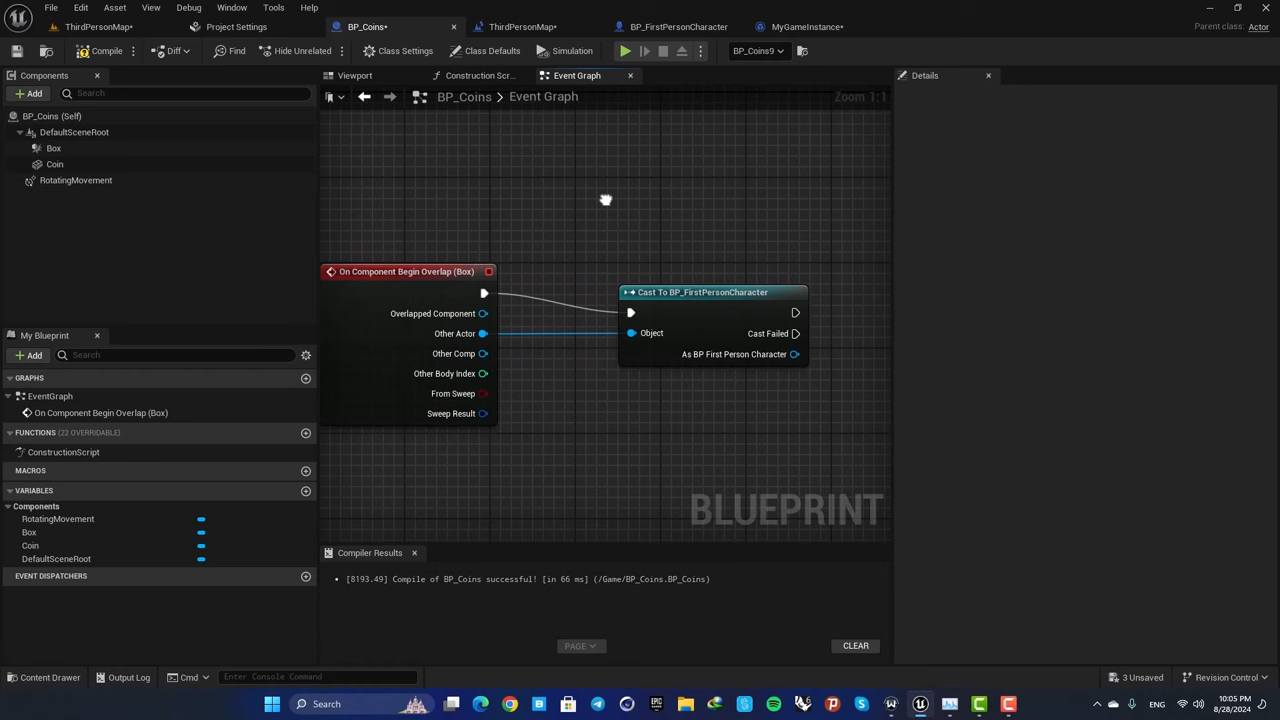 File Edit Asset View Debug Window Tools Help
Parent class: Actor
ThirdPersonMap* Project Settings BP_Coins* ThirdPersonMap* BP_FirstPersonCharacter MyGameInstance*
Compile Diff Find Hide Unrelated Class Settings Class Defaults Simulation BP_Coins9
Components
Viewport Construction Scr... Event Graph
Details
Add Search
BP_Coins > Event Graph
Zoom 1:1
BP_Coins (Self)
DefaultSceneRoot
Box
Coin
RotatingMovement
On Component Begin Overlap (Box)
Overlapped Component
Other Actor
Other Comp
Other Body Index
From Sweep
Sweep Result
Cast To BP_FirstPersonCharacter
Object
Cast Failed
As BP First Person Character
BLUEPRINT
My Blueprint
Add Search
GRAPHS
EventGraph
On Component Begin Overlap (Box)
FUNCTIONS (22 OVERRIDABLE)
ConstructionScript
MACROS
VARIABLES
Components
RotatingMovement
Box
Coin
DefaultSceneRoot
EVENT DISPATCHERS
Compiler Results
[8193.49] Compile of BP_Coins successful! [in 66 ms] (/Game/BP_Coins.BP_Coins)
PAGE
CLEAR
Content Drawer Output Log Cmd Enter Console Command
3 Unsaved Revision Control
Search
ENG
10:05 PM
8/28/2024